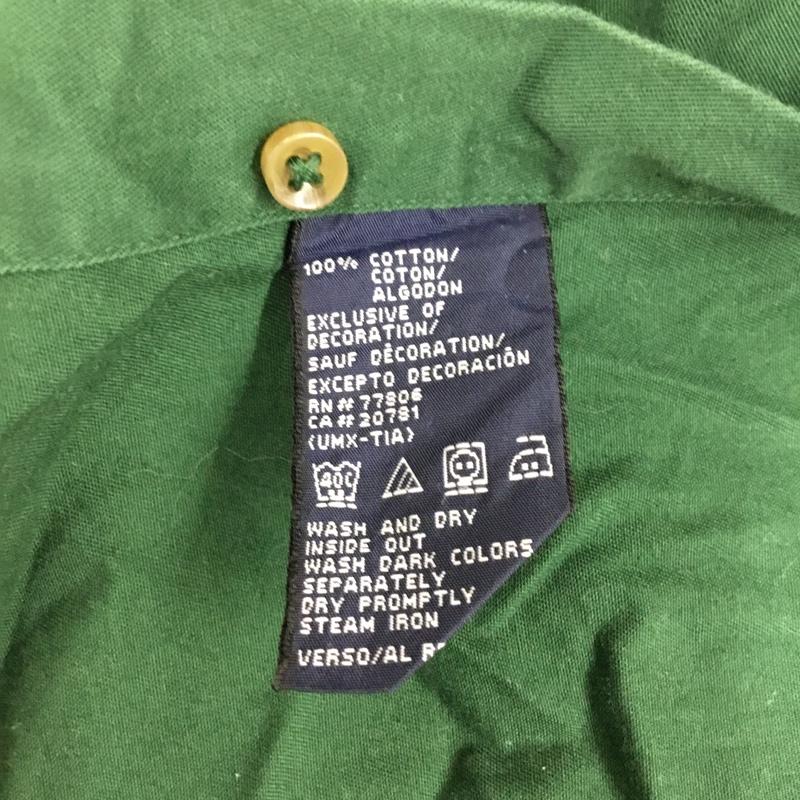 100% COTTON/
COTON/
ALGODON
EXCLUSIVE OF
DECORATION/
SAUF DÉCORATION/
EXCEPTO DECORACIÓN
RN # 77806
CA # 20781
(UMX-TIA)
40C
WASH AND DRY
INSIDE OUT
WASH DARK COLORS
SEPARATELY
DRY PROMPTLY
STEAM IRON
VERSO/AL